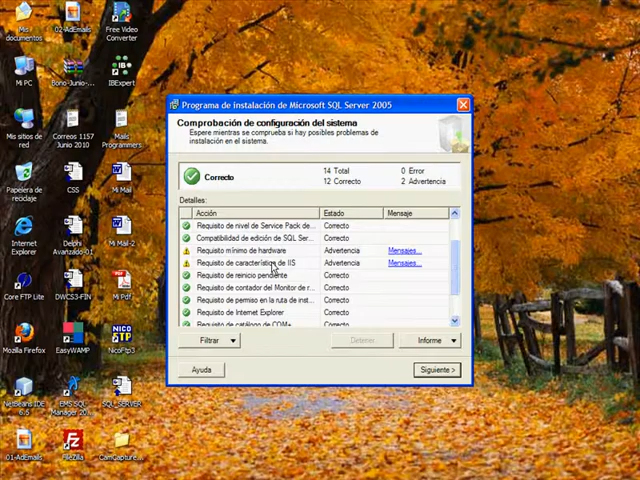 Mis documentos
02-AdEmails
Free Video Converter
Mi PC
Bono-Junio-...
IBExpert
Mis sitios de red
Correos 1157 Junio 2010
Mails Programmers
Papelera de reciclaje
CSS
Mi Mail
Internet Explorer
Delphi Avanzado-01
Mi Mail-2
Core FTP Lite
DWCS3-FIN
Mi Pdf
Mozilla Firefox
EasyWAMP
NicoFtp3
NetBeans IDE 6.5
EMS SQL Manager 20...
SQL_SERVER
01-AdEmails
FileZilla
CamCapture...
Programa de instalación de Microsoft SQL Server 2005
Comprobación de configuración del sistema
Espere mientras se comprueba si hay posibles problemas de
instalación en el sistema.
Correcto
14 Total
0 Error
12 Correcto
2 Advertencia
Detalles:
Acción Estado Mensaje
Requisito de nivel de Service Pack de... Correcto
Compatibilidad de edición de SQL Ser... Correcto
Requisito mínimo de hardware Advertencia Mensajes...
Requisito de característica de IIS Advertencia Mensajes...
Requisito de reinicio pendiente Correcto
Requisito de contador del Monitor de r... Correcto
Requisito de permiso en la ruta de inst... Correcto
Requisito de Internet Explorer Correcto
Requisito de catálogo de COM+ Correcto
Filtrar
Detener
Informe
Ayuda
Siguiente >